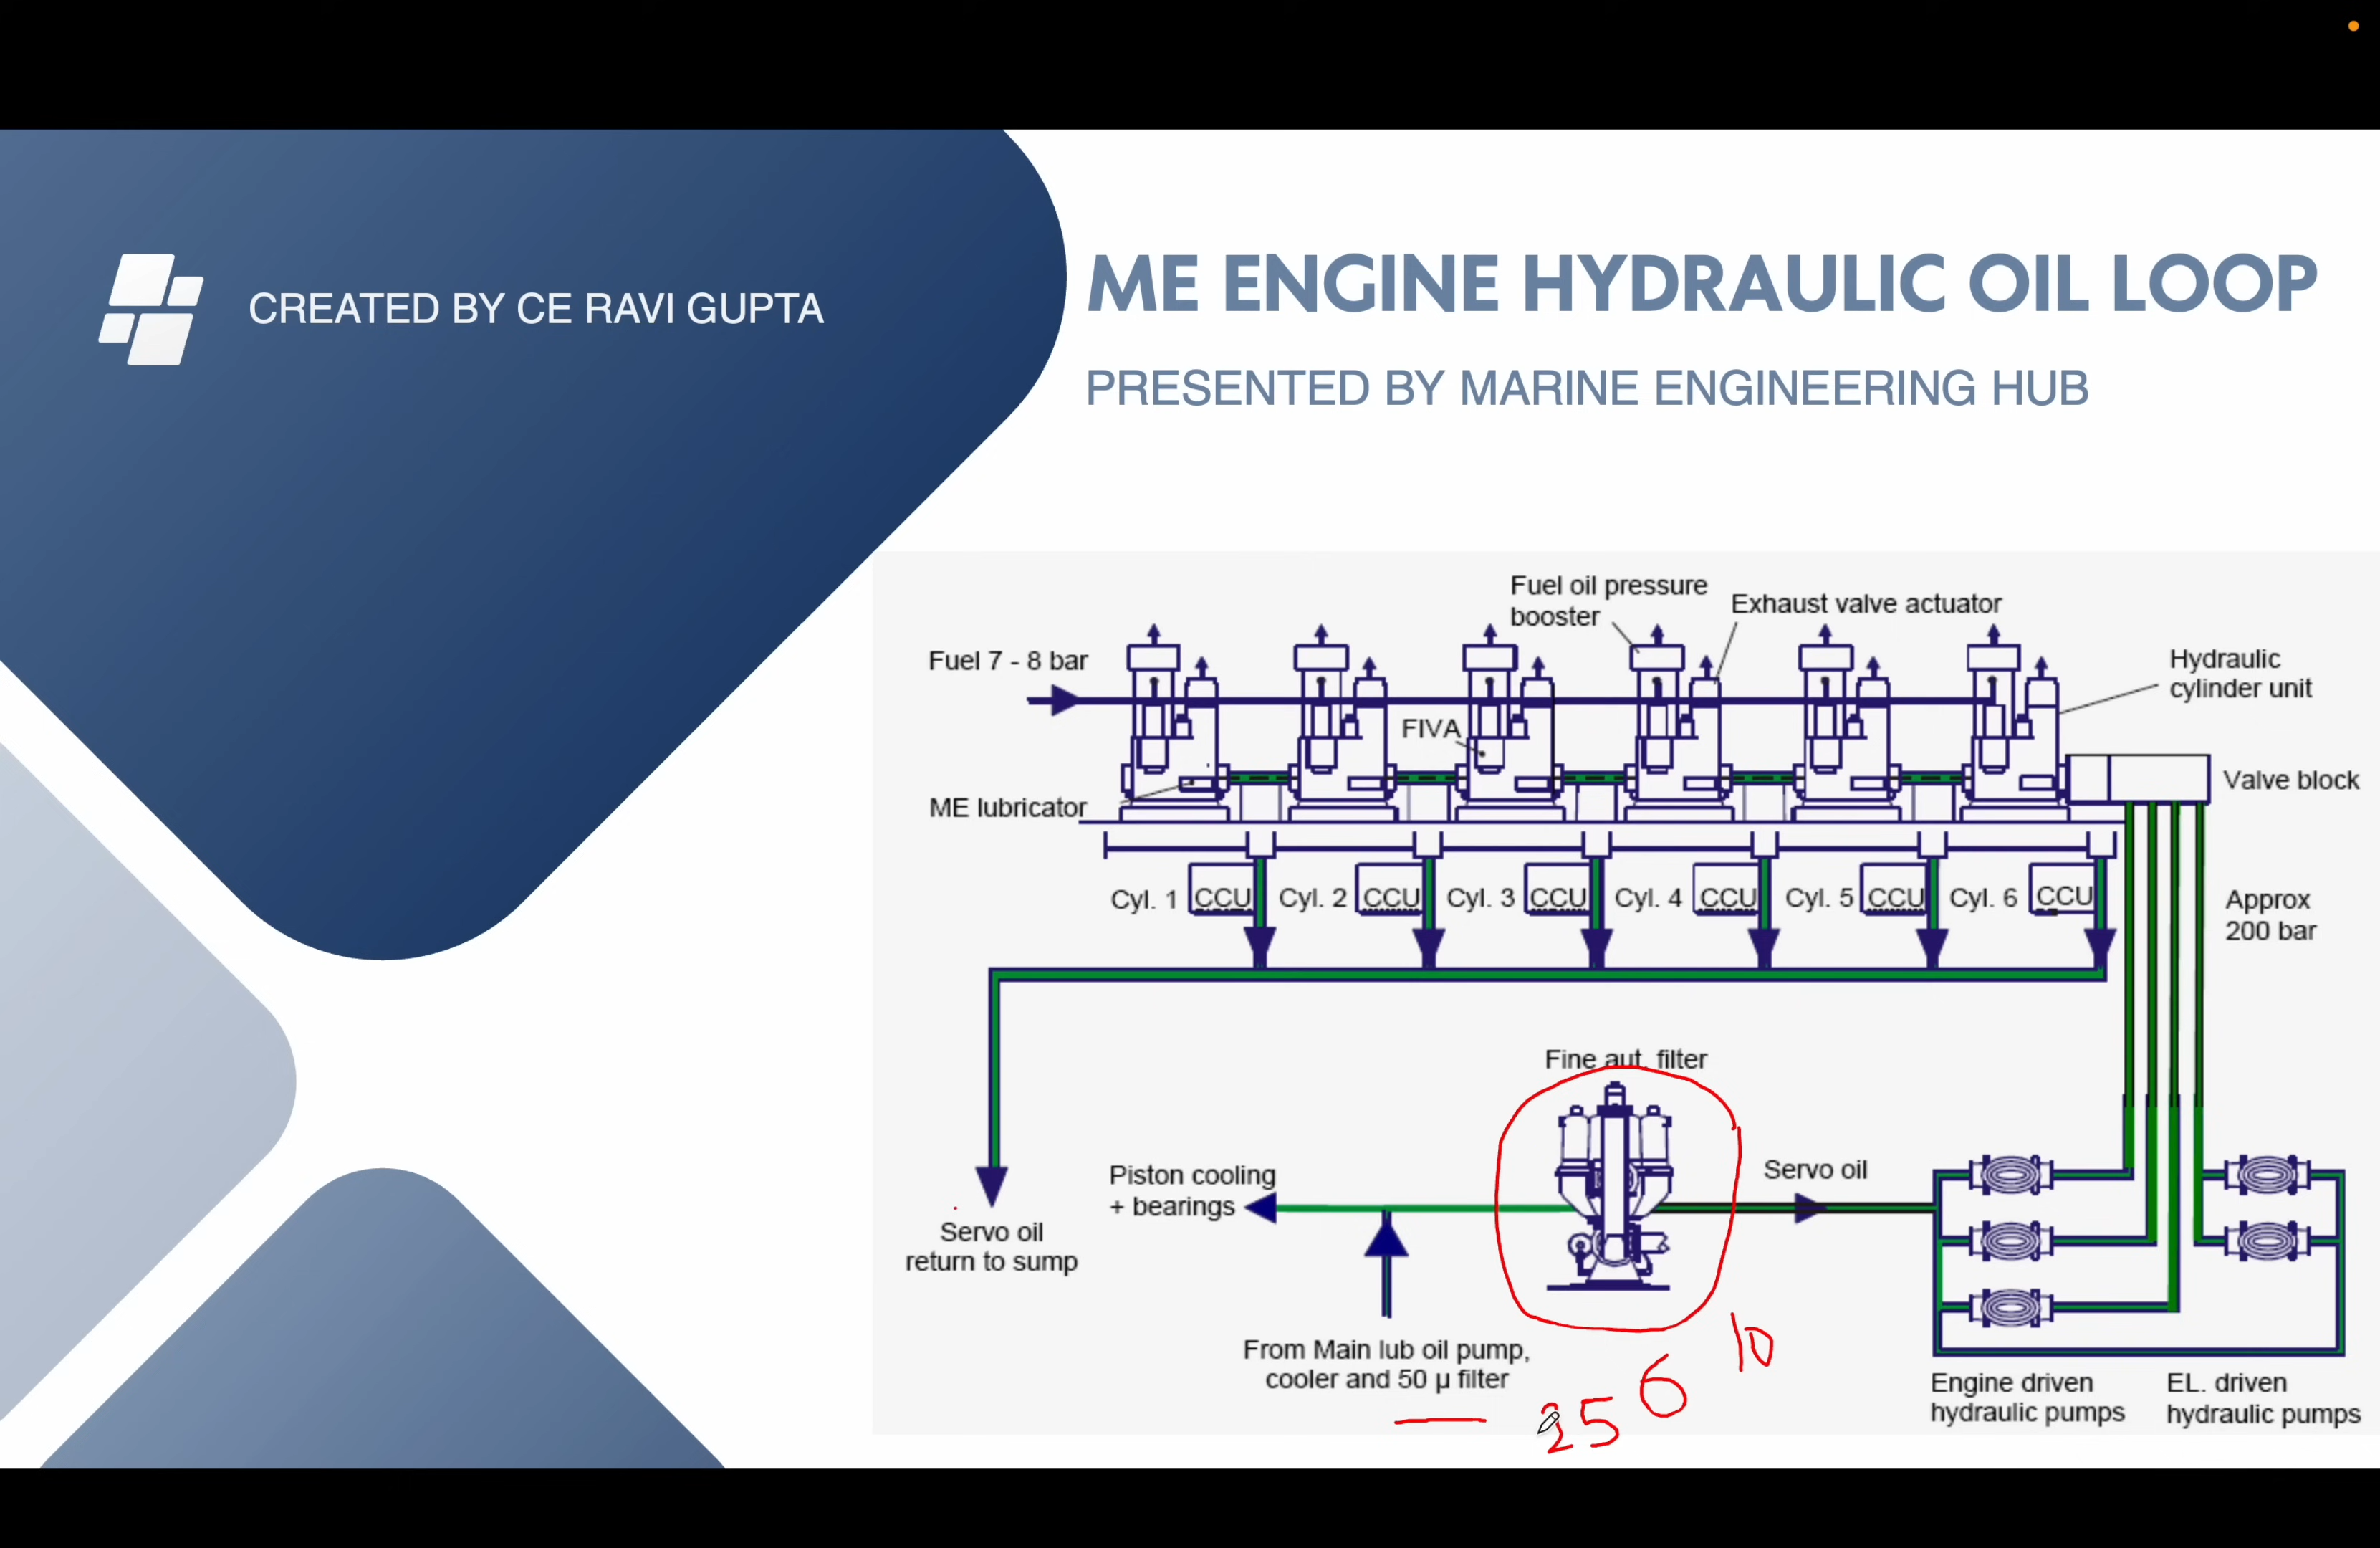 CREATED BY CE RAVI GUPTA
ME ENGINE HYDRAULIC OIL LOOP
PRESENTED BY MARINE ENGINEERING HUB
Fuel oil pressure
booster
Exhaust valve actuator
Fuel 7 - 8 bar
Hydraulic
cylinder unit
FIVA
ME lubricator
Valve block
Cyl. 1 CCU Cyl. 2 CCU Cyl. 3 CCU Cyl. 4 CCU Cyl. 5 CCU Cyl. 6 CCU
Approx
200 bar
Fine aut. filter
Piston cooling
+ bearings
Servo oil
Servo oil
return to sump
From Main lub oil pump,
cooler and 50 μ filter
Engine driven
hydraulic pumps
EL. driven
hydraulic pumps
25 6 10